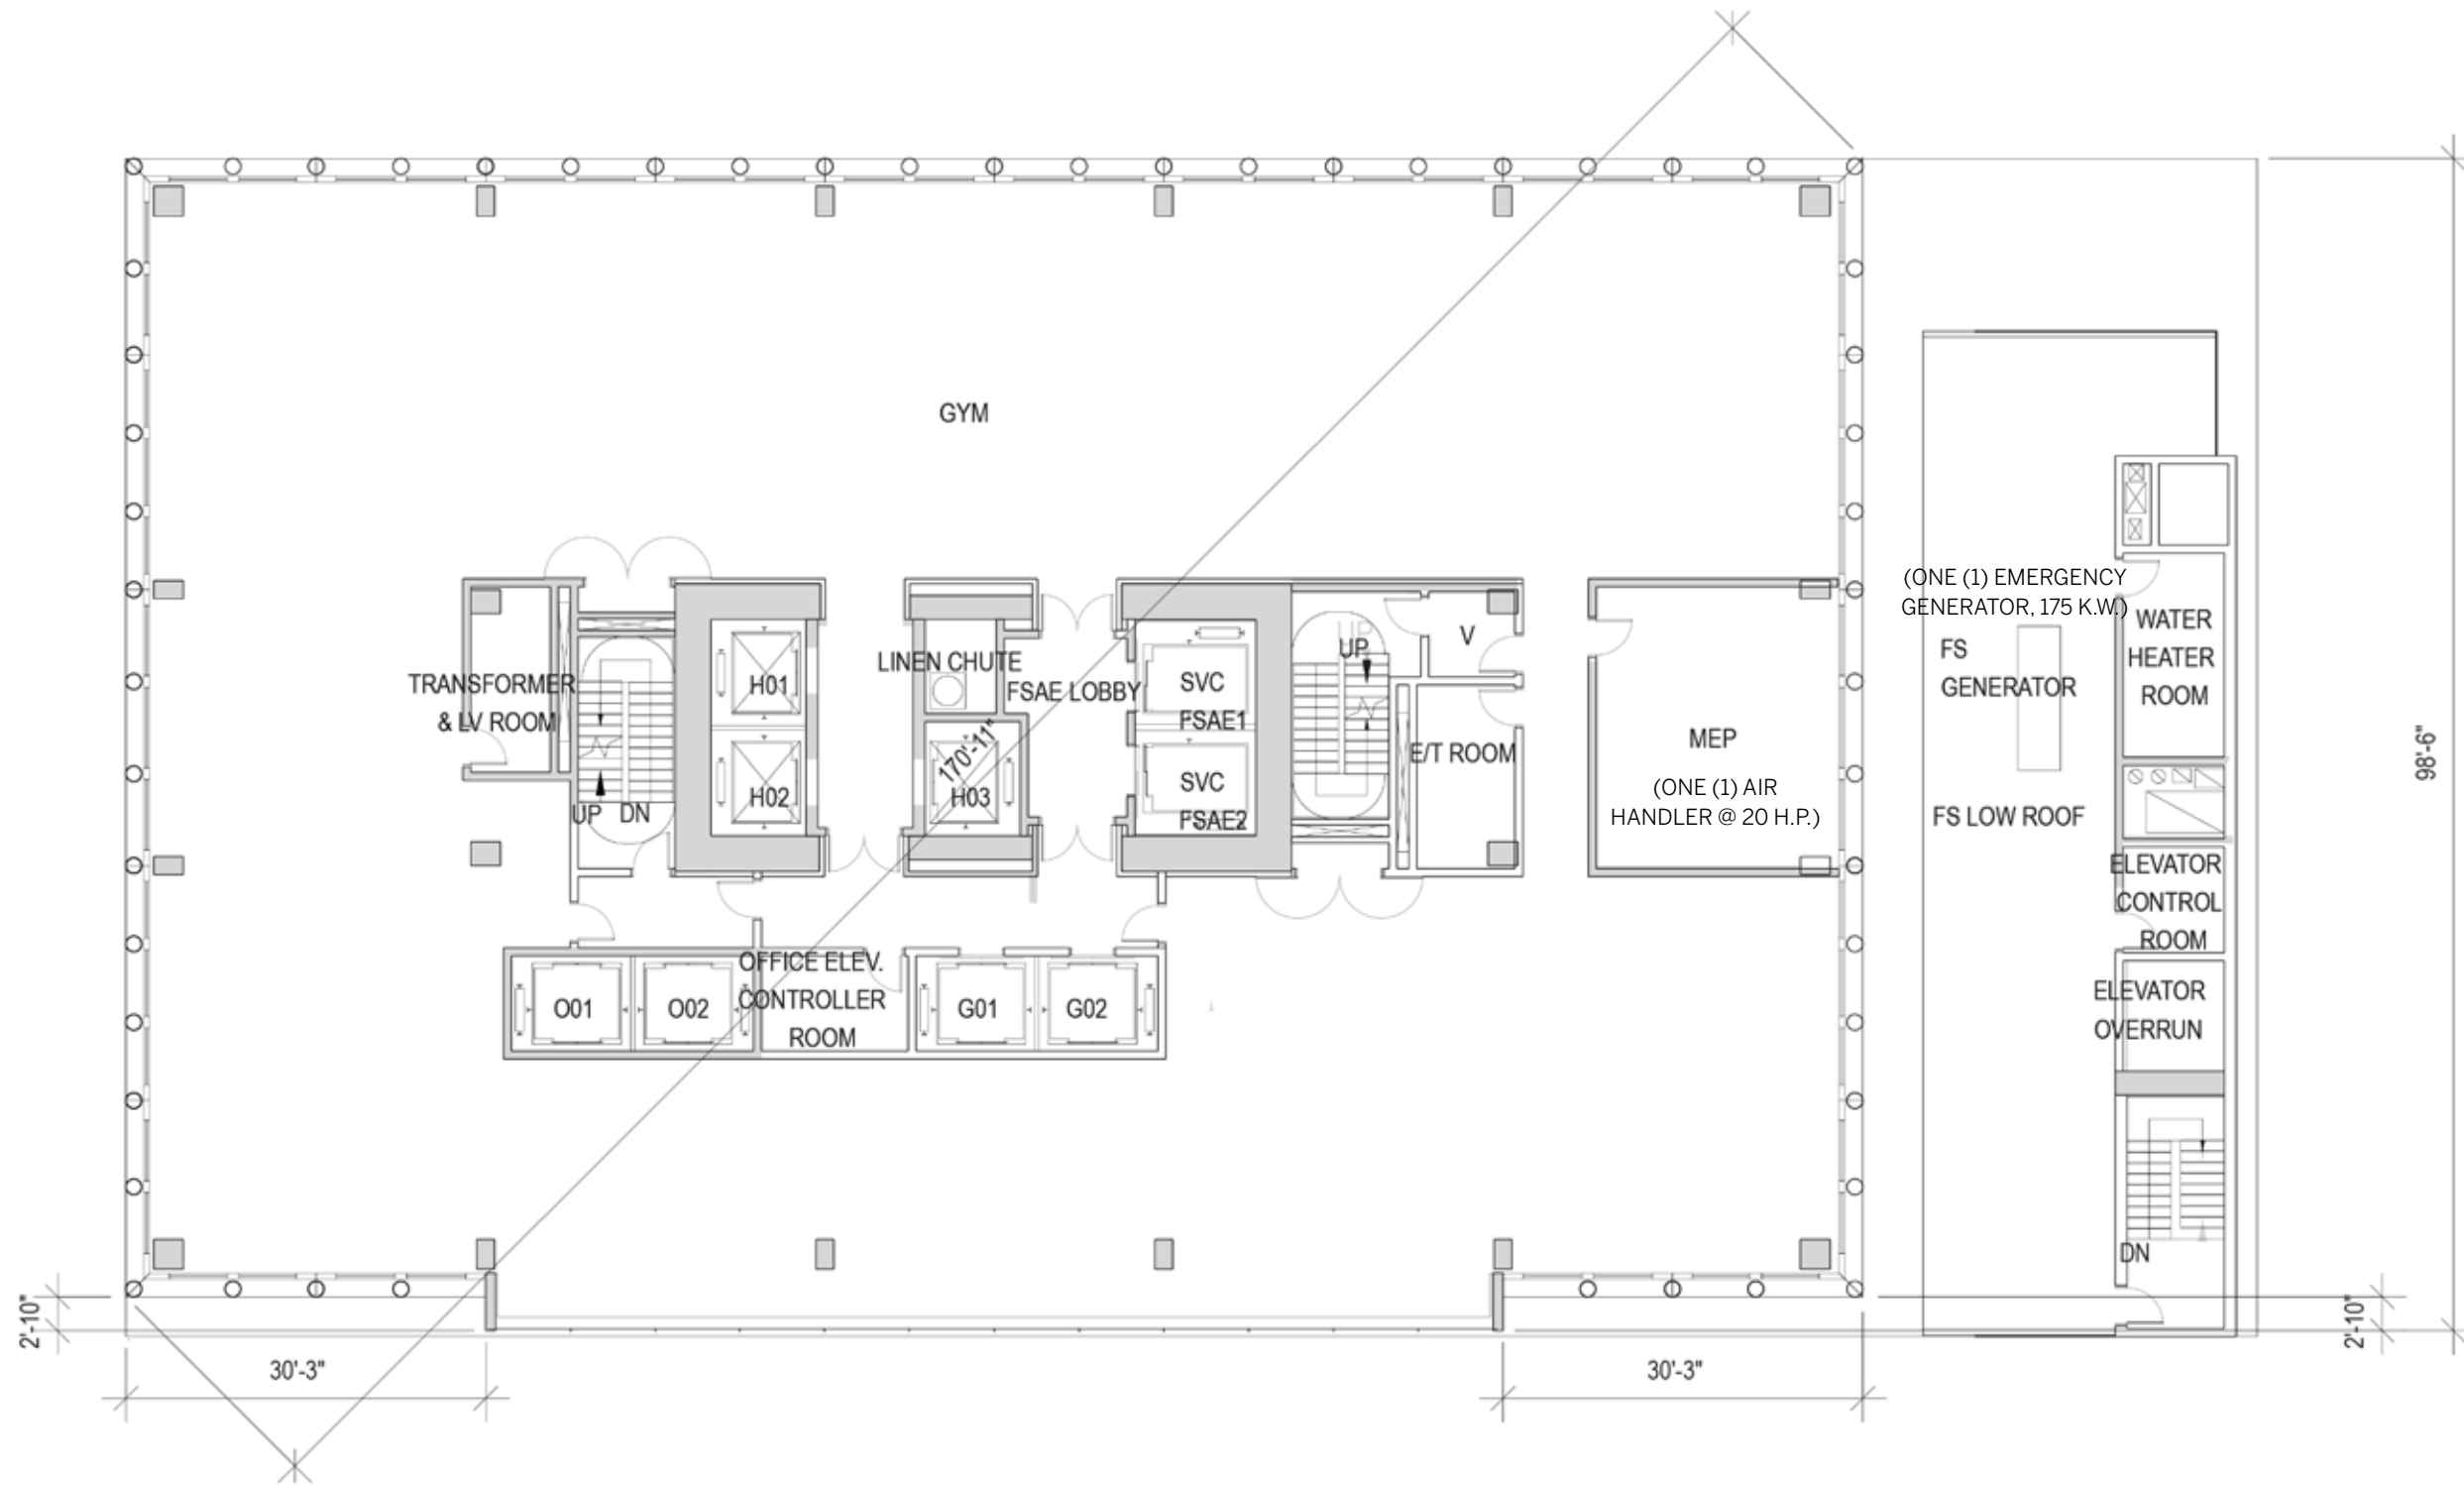 GYM
(ONE (1) EMERGENCY
GENERATOR, 175 K.W.)
FS
GENERATOR
WATER
HEATER
ROOM
TRANSFORMER
& LV ROOM
UP
DN
H01
H02
LINEN CHUTE
FSAE LOBBY
170'-11"
H03
SVC
FSAE1
SVC
FSAE2
UP
UP
V
E/T ROOM
MEP
(ONE (1) AIR
HANDLER @ 20 H.P.)
FS LOW ROOF
98'-6"
ELEVATOR
CONTROL
ROOM
ELEVATOR
OVERRUN
OFFICE ELEV.
CONTROLLER
ROOM
O01
O02
G01
G02
DN
2'-10"
30'-3"
30'-3"
2'-10"